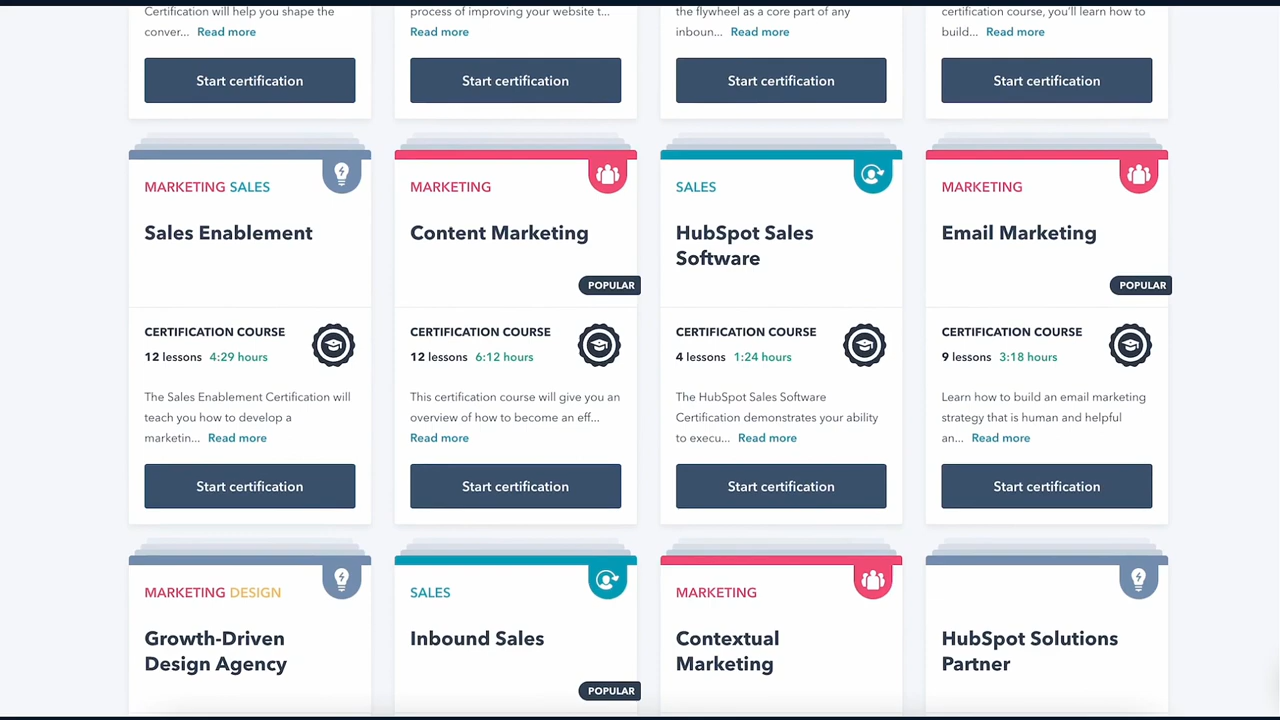 Certification will help you shape the
conver... Read more
Start certification
process of improving your website t...
Read more
Start certification
the flywheel as a core part of any
inboun... Read more
Start certification
certification course, you'll learn how to
build... Read more
Start certification
MARKETING SALES
Sales Enablement
CERTIFICATION COURSE
12 lessons 4:29 hours
The Sales Enablement Certification will
teach you how to develop a
marketin... Read more
Start certification
MARKETING
Content Marketing
POPULAR
CERTIFICATION COURSE
12 lessons 6:12 hours
This certification course will give you an
overview of how to become an eff...
Read more
Start certification
SALES
HubSpot Sales
Software
CERTIFICATION COURSE
4 lessons 1:24 hours
The HubSpot Sales Software
Certification demonstrates your ability
to execu... Read more
Start certification
MARKETING
Email Marketing
POPULAR
CERTIFICATION COURSE
9 lessons 3:18 hours
Learn how to build an email marketing
strategy that is human and helpful
an... Read more
Start certification
MARKETING DESIGN
Growth-Driven
Design Agency
SALES
Inbound Sales
POPULAR
MARKETING
Contextual
Marketing
HubSpot Solutions
Partner